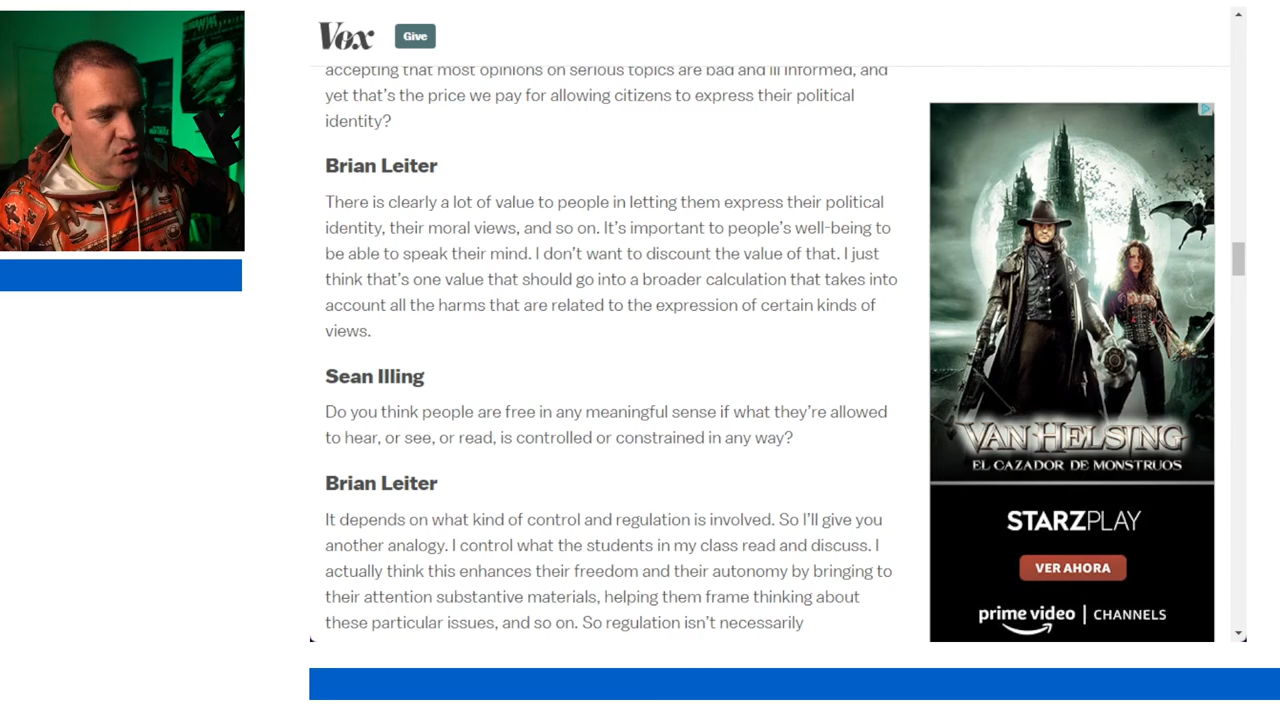 Vox
Give
accepting that most opinions on serious topics are bad and ill informed, and
yet that's the price we pay for allowing citizens to express their political
identity?
Brian Leiter
There is clearly a lot of value to people in letting them express their political
identity, their moral views, and so on. It's important to people's well-being to
be able to speak their mind. I don't want to discount the value of that. I just
think that's one value that should go into a broader calculation that takes into
account all the harms that are related to the expression of certain kinds of
views.
Sean Illing
Do you think people are free in any meaningful sense if what they're allowed
to hear, or see, or read, is controlled or constrained in any way?
Brian Leiter
It depends on what kind of control and regulation is involved. So I'll give you
another analogy. I control what the students in my class read and discuss. I
actually think this enhances their freedom and their autonomy by bringing to
their attention substantive materials, helping them frame thinking about
these particular issues, and so on. So regulation isn't necessarily
VAN HELSING
EL CAZADOR DE MONSTRUOS
STARZPLAY
VER AHORA
prime video | CHANNELS